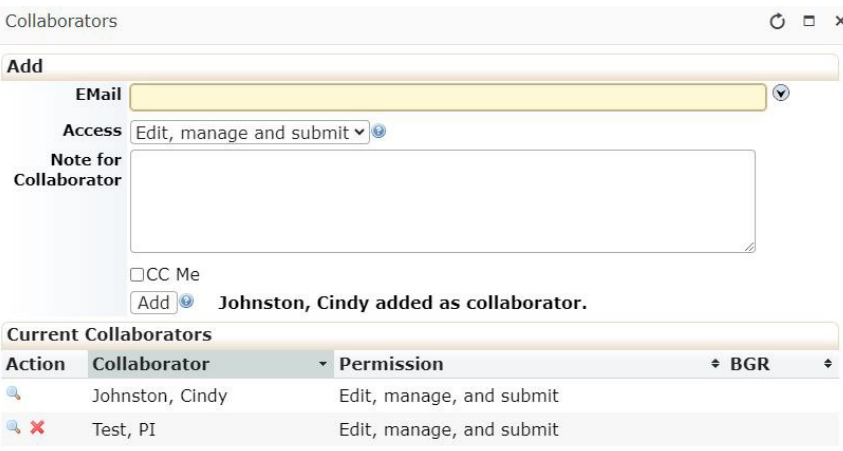 Collaborators
Add
EMail
Access Edit, manage and submit
Note for
Collaborator
CC Me
Add Johnston, Cindy added as collaborator.
Current Collaborators
Action Collaborator Permission BGR
Johnston, Cindy Edit, manage, and submit
Test, PI Edit, manage, and submit